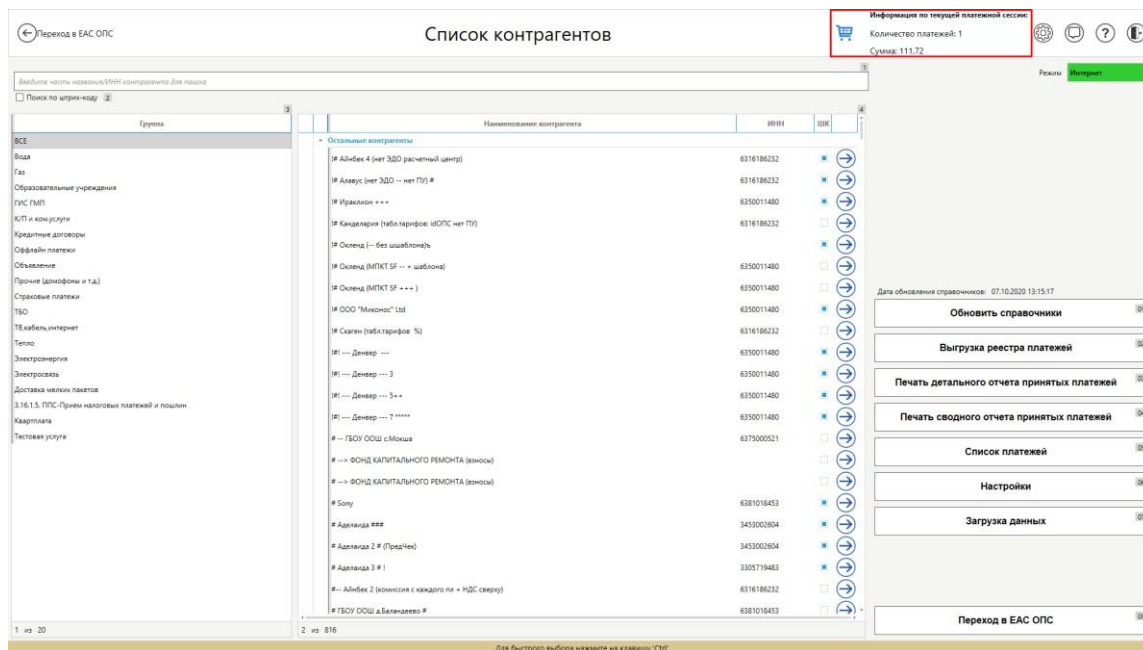 Переход в ЕАС ОПС
Список контрагентов
Информация по текущей платежной сессии:
Количество платежей: 1
Сумма: 111,72
?
1
Введите часть названия/ИНН контрагента для поиска
Режим Интернет
Поиск по штрих-коду 2
3
4
Группа
Наименование контрагента ИНН ШК
ВСЕ
Вода
Газ
Образовательные учреждения
ГИС ГМП
К/П и ком.услуги
Кредитные договоры
Оффлайн платежи
Объявление
Прочие (домофоны и т.д.)
Страховые платежи
ТБО
ТВ,кабель,интернет
Тепло
Электроэнергия
Электросвязь
Доставка мелких пакетов
3.16.1.5. ППС-Прием налоговых платежей и пошлин
Квартплата
Тестовая услуга
1 из 20
Остальные контрагенты
!# Айнбек 4 (нет ЭДО расчетный центр) 6316186232
!# Алавус (нет ЭДО -- нет ПУ) # 6316186232
!# Ираклион +++ 6350011480
!# Канделария (табл.тарифов: idОПС нет ПУ) 6316186232
!# Окленд (-- без шшаблона)ъ
!# Окленд (МПКТ SF -- + шаблона) 6350011480
!# Окленд (МПКТ SF +++ ) 6350011480
!# ООО "Миконос" Ltd 6350011480
!# Скаген (табл.тарифов %) 6316186232
!#! --- Денвер --- 6350011480
!#! --- Денвер --- 3 6350011480
!#! --- Денвер --- 5++ 6350011480
!#! --- Денвер --- 7 ***** 6350011480
# -- ГБОУ ООШ с.Мокша 6375000521
# --> ФОНД КАПИТАЛЬНОГО РЕМОНТА (взносы)
# --> ФОНД КАПИТАЛЬНОГО РЕМОНТА (взносы)
# Sony 6381018453
# Аделаида ### 3453002604
# Аделаида 2 # (ПредЧек) 3453002604
# Аделаида 3 # ! 3305719483
#-- Айнбек 2 (комиссия с каждого пл + НДС сверху) 6316186232
# ГБОУ ООШ д.Баландеево # 6381018453
2 из 816
Дата обновления справочников: 07.10.2020 13:15:17
Обновить справочники
Выгрузка реестра платежей
Печать детального отчета принятых платежей
Печать сводного отчета принятых платежей
Список платежей
Настройки
Загрузка данных
Переход в ЕАС ОПС
Для быстрого выбора нажмите на клавишу 'Ctrl'